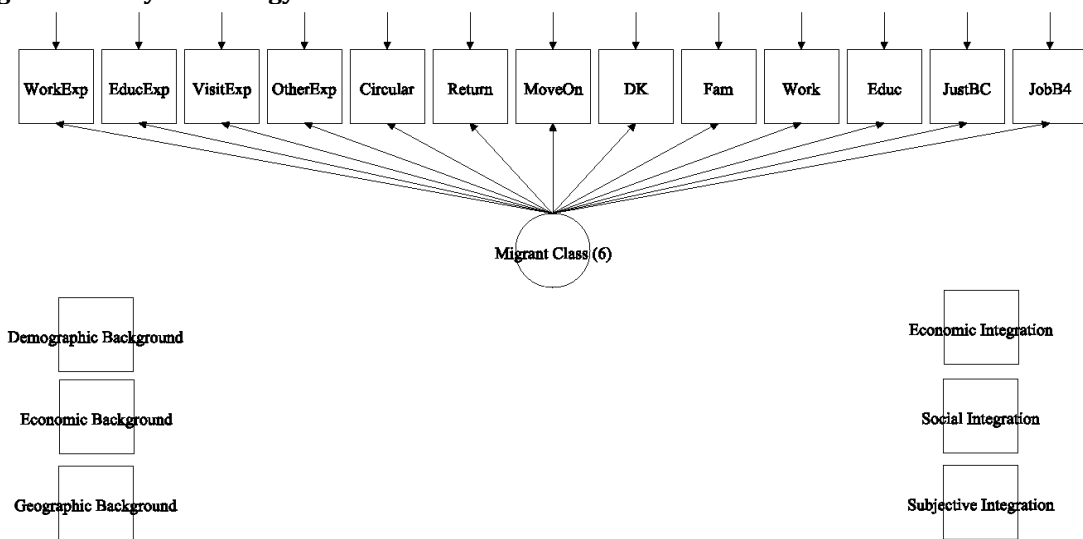 WorkExp EducExp VisitExp OtherExp Circular Return MoveOn DK Fam Work Educ JustBC JobB4
Migrant Class (6)
Demographic Background
Economic Integration
Economic Background
Social Integration
Geographic Background
Subjective Integration